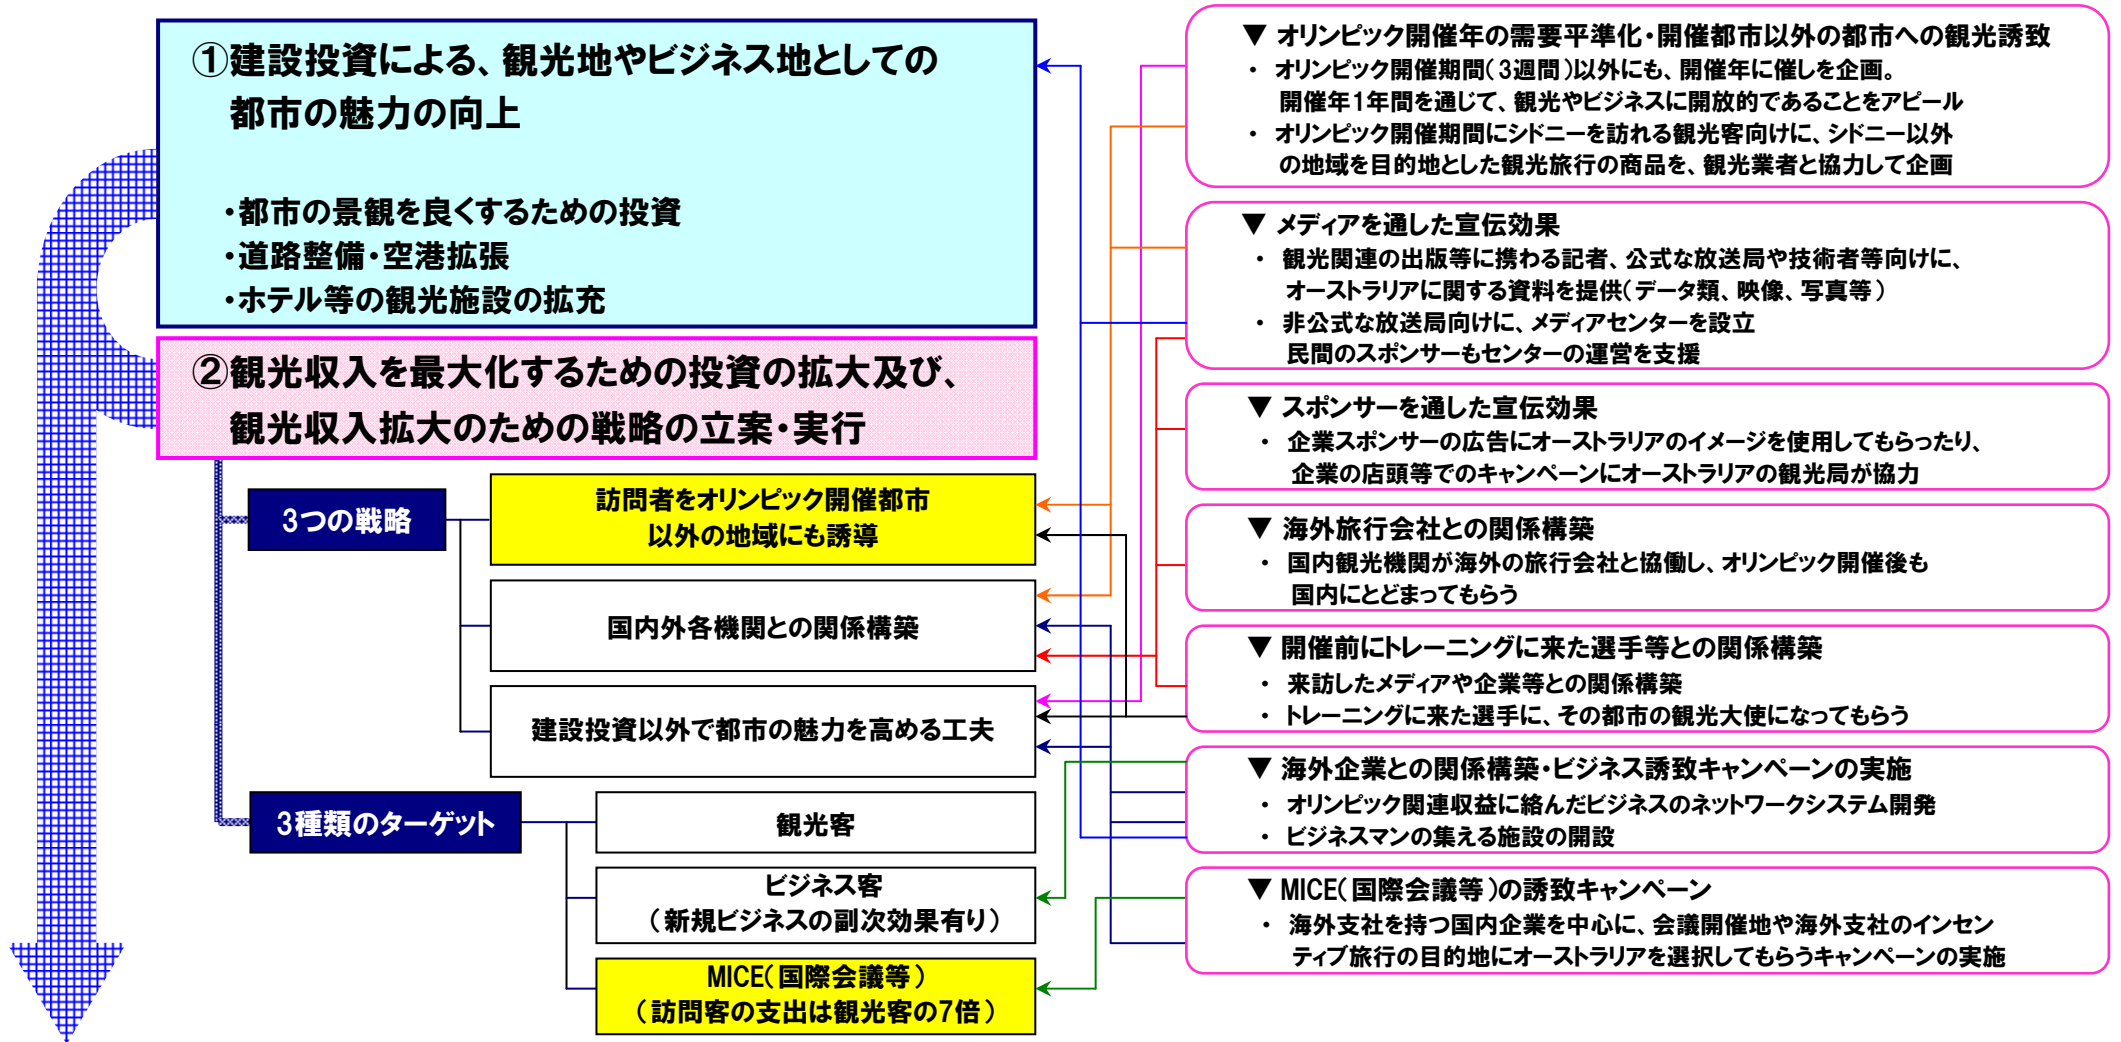 ①建設投資による、観光地やビジネス地としての
都市の魅力の向上
・都市の景観を良くするための投資
・道路整備・空港拡張
・ホテル等の観光施設の拡充
②観光収入を最大化するための投資の拡大及び、
観光収入拡大のための戦略の立案・実行
3つの戦略
訪問者をオリンピック開催都市
以外の地域にも誘導
国内外各機関との関係構築
建設投資以外で都市の魅力を高める工夫
3種類のターゲット
観光客
ビジネス客
（新規ビジネスの副次効果有り）
MICE（国際会議等）
（訪問客の支出は観光客の7倍）
▼ オリンピック開催年の需要平準化・開催都市以外の都市への観光誘致
・ オリンピック開催期間（3週間）以外にも、開催年に催しを企画。
開催年1年間を通じて、観光やビジネスに開放的であることをアピール
・ オリンピック開催期間にシドニーを訪れる観光客向けに、シドニー以外
の地域を目的地とした観光旅行の商品を、観光業者と協力して企画
▼ メディアを通した宣伝効果
・ 観光関連の出版等に携わる記者、公式な放送局や技術者等向けに、
オーストラリアに関する資料を提供（データ類、映像、写真等）
・ 非公式な放送局向けに、メディアセンターを設立
民間のスポンサーもセンターの運営を支援
▼ スポンサーを通した宣伝効果
・ 企業スポンサーの広告にオーストラリアのイメージを使用してもらったり、
企業の店頭等でのキャンペーンにオーストラリアの観光局が協力
▼ 海外旅行会社との関係構築
・ 国内観光機関が海外の旅行会社と協働し、オリンピック開催後も
国内にとどまってもらう
▼ 開催前にトレーニングに来た選手等との関係構築
・ 来訪したメディアや企業等との関係構築
・ トレーニングに来た選手に、その都市の観光大使になってもらう
▼ 海外企業との関係構築・ビジネス誘致キャンペーンの実施
・ オリンピック関連収益に絡んだビジネスのネットワークシステム開発
・ ビジネスマンの集える施設の開設
▼ MICE（国際会議等）の誘致キャンペーン
・ 海外支社を持つ国内企業を中心に、会議開催地や海外支社のインセン
ティブ旅行の目的地にオーストラリアを選択してもらうキャンペーンの実施